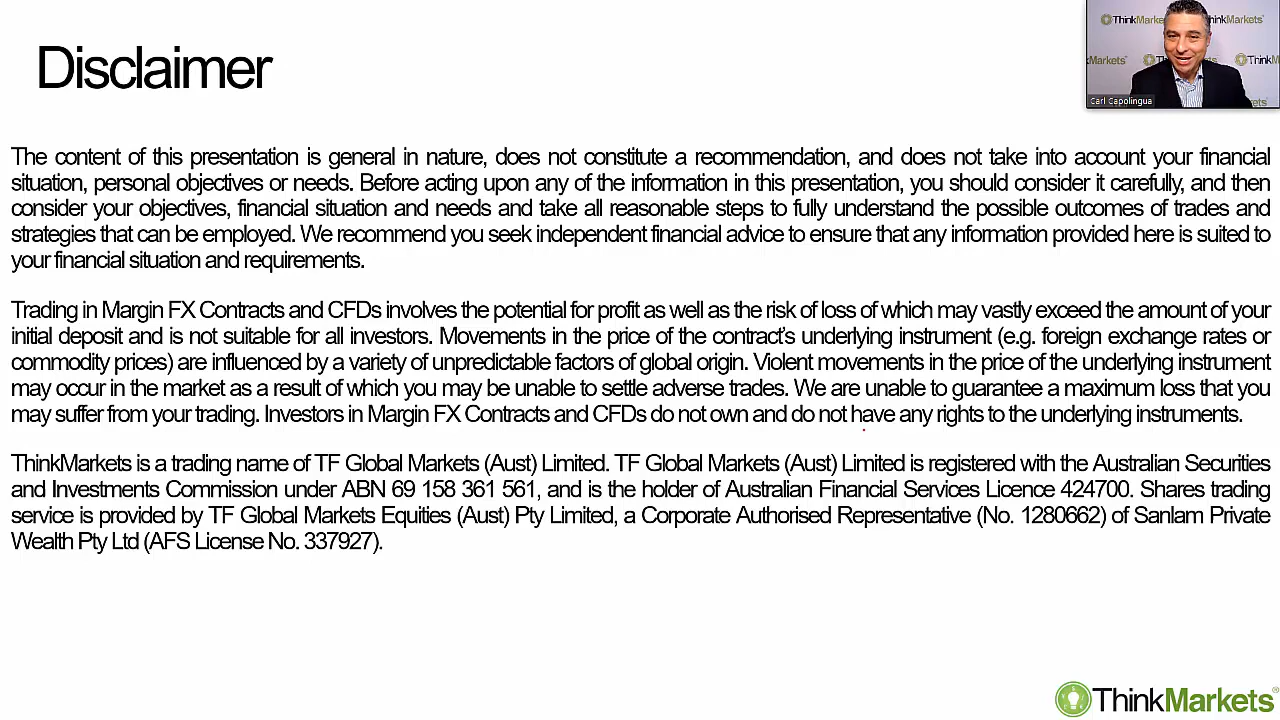 Disclaimer
ThinkMarkets
Markets
Carl Capolingua
The content of this presentation is general in nature, does not constitute a recommendation, and does not take into account your financial
situation, personal objectives or needs. Before acting upon any of the information in this presentation, you should consider it carefully, and then
consider your objectives, financial situation and needs and take all reasonable steps to fully understand the possible outcomes of trades and
strategies that can be employed. We recommend you seek independent financial advice to ensure that any information provided here is suited to
your financial situation and requirements.
Trading in Margin FX Contracts and CFDs involves the potential for profit as well as the risk of loss of which may vastly exceed the amount of your
initial deposit and is not suitable for all investors. Movements in the price of the contract's underlying instrument (e.g. foreign exchange rates or
commodity prices) are influenced by a variety of unpredictable factors of global origin. Violent movements in the price of the underlying instrument
may occur in the market as a result of which you may be unable to settle adverse trades. We are unable to guarantee a maximum loss that you
may suffer from your trading. Investors in Margin FX Contracts and CFDs do not own and do not have any rights to the underlying instruments.
ThinkMarkets is a trading name of TF Global Markets (Aust) Limited. TF Global Markets (Aust) Limited is registered with the Australian Securities
and Investments Commission under ABN 69 158 361 561, and is the holder of Australian Financial Services Licence 424700. Shares trading
service is provided by TF Global Markets Equities (Aust) Pty Limited, a Corporate Authorised Representative (No. 1280662) of Sanlam Private
Wealth Pty Ltd (AFS License No. 337927).
ThinkMarkets®